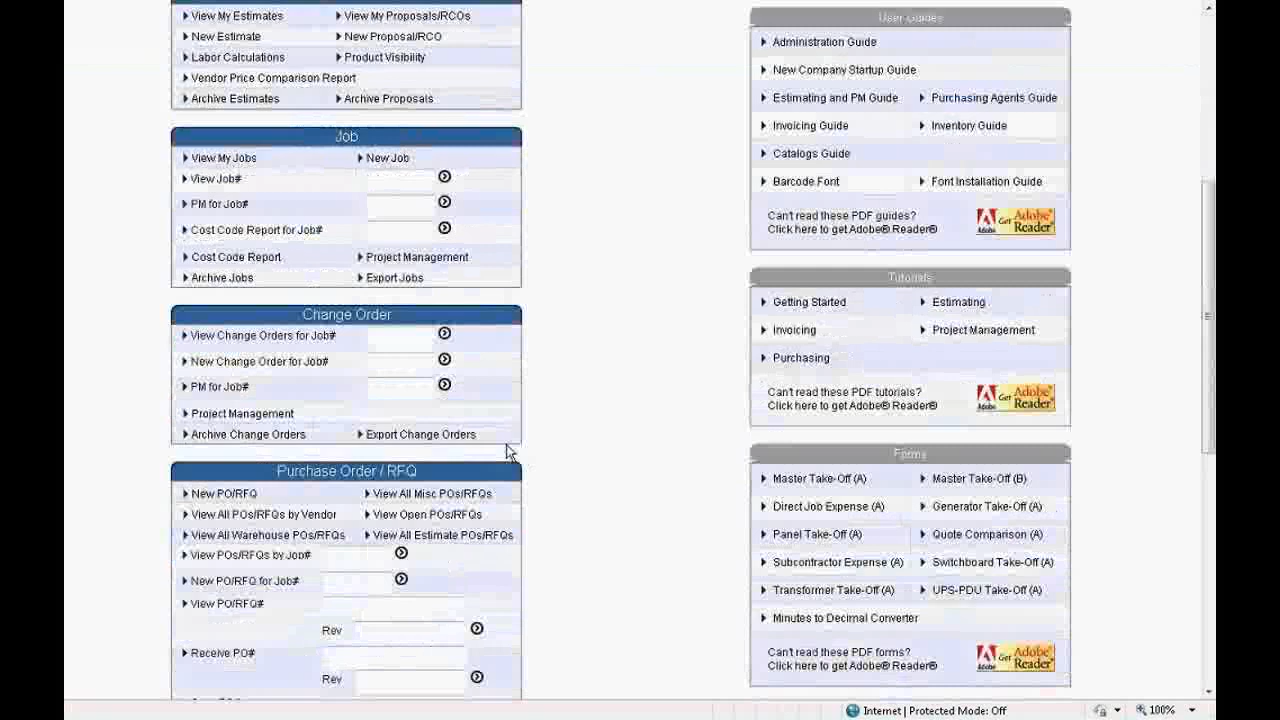 View My Estimates View My Proposals/RCOs
New Estimate New Proposal/RCO
Labor Calculations Product Visibility
Vendor Price Comparison Report
Archive Estimates Archive Proposals
Job
View My Jobs New Job
View Job#
PM for Job#
Cost Code Report for Job#
Cost Code Report Project Management
Archive Jobs Export Jobs
Change Order
View Change Orders for Job#
New Change Order for Job#
PM for Job#
Project Management
Archive Change Orders Export Change Orders
Purchase Order / RFQ
New PO/RFQ View All Misc POs/RFQs
View All POs/RFQs by Vendor View Open POs/RFQs
View All Warehouse POs/RFQs View All Estimate POs/RFQs
View POs/RFQs by Job#
New PO/RFQ for Job#
View PO/RFQ#
Rev
Receive PO#
Rev
User Guides
Administration Guide
New Company Startup Guide
Estimating and PM Guide Purchasing Agents Guide
Invoicing Guide Inventory Guide
Catalogs Guide
Barcode Font Font Installation Guide
Can't read these PDF guides?
Click here to get Adobe® Reader®
Adobe Get Adobe® Reader®
Tutorials
Getting Started Estimating
Invoicing Project Management
Purchasing
Can't read these PDF tutorials?
Click here to get Adobe® Reader®
Adobe Get Adobe® Reader®
Forms
Master Take-Off (A) Master Take-Off (B)
Direct Job Expense (A) Generator Take-Off (A)
Panel Take-Off (A) Quote Comparison (A)
Subcontractor Expense (A) Switchboard Take-Off (A)
Transformer Take-Off (A) UPS-PDU Take-Off (A)
Minutes to Decimal Converter
Can't read these PDF forms?
Click here to get Adobe® Reader®
Adobe Get Adobe® Reader®
Internet | Protected Mode: Off 100%